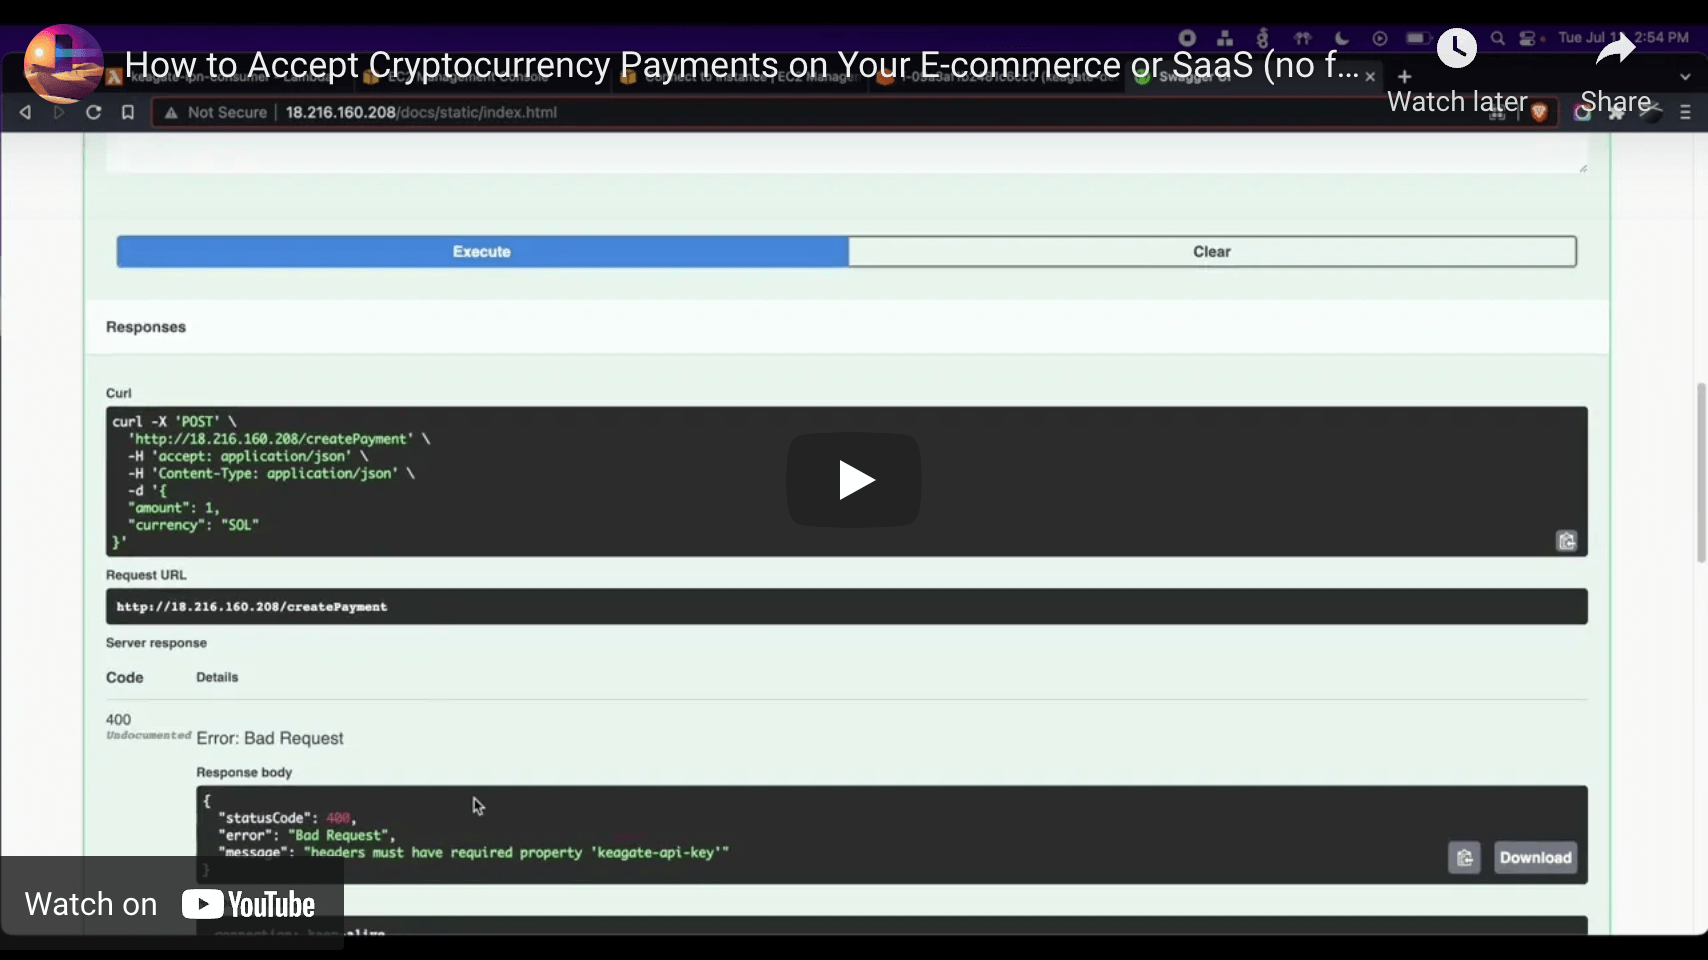 Tue Jul 2:54 PM
How to Accept Cryptocurrency Payments on Your E-commerce or SaaS (no f...
Watch later
Share
Not Secure | 18.216.160.208/docs/static/index.html
Execute
Clear
Responses
Curl
curl -X 'POST' \
'http://18.216.160.208/createPayment' \
-H 'accept: application/json' \
-H 'Content-Type: application/json' \
-d '{
"amount": 1,
"currency": "SOL"
}'
Request URL
http://18.216.160.208/createPayment
Server response
Code Details
400
Undocumented
Error: Bad Request
Response body
{
"statusCode": 400,
"error": "Bad Request",
"message": "headers must have required property 'keagate-api-key'"
}
Download
Watch on YouTube
connection: keep-alive